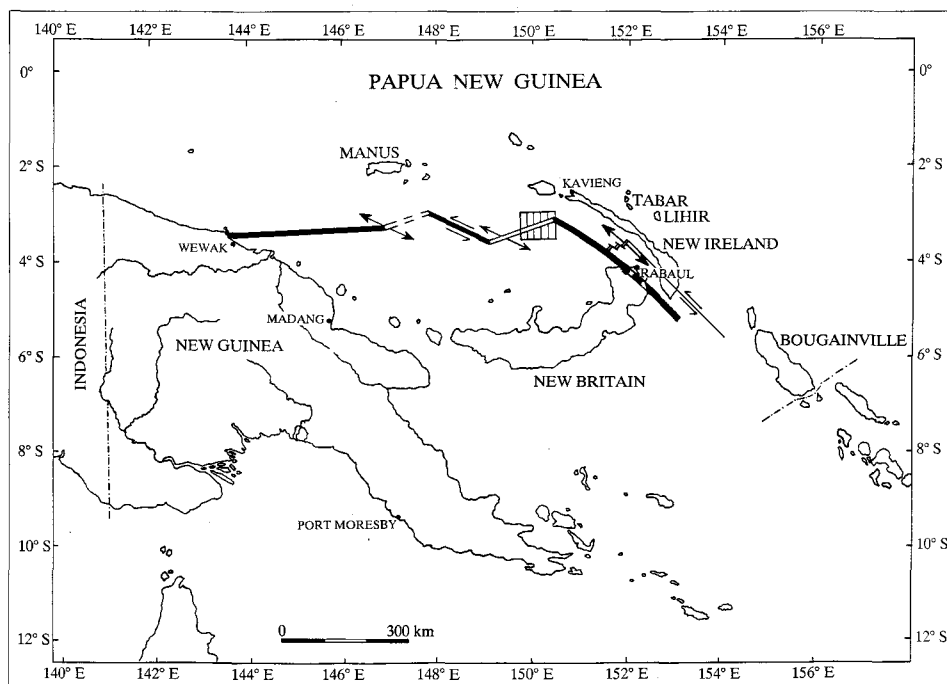 140° E 142° E 144° E 146° E 148° E 150° E 152° E 154° E 156° E
0° 0°
PAPUA NEW GUINEA
2° S 2° S
MANUS
KAVIENG
TABAR
LIHIR
NEW IRELAND
WEWAK
4° S 4° S
RABAUL
MADANG
BOUGAINVILLE
NEW GUINEA
INDONESIA
6° S 6° S
NEW BRITAIN
8° S 8° S
PORT MORESBY
10° S 10° S
0 300 km
12° S 12° S
140° E 142° E 144° E 146° E 148° E 150° E 152° E 154° E 156° E